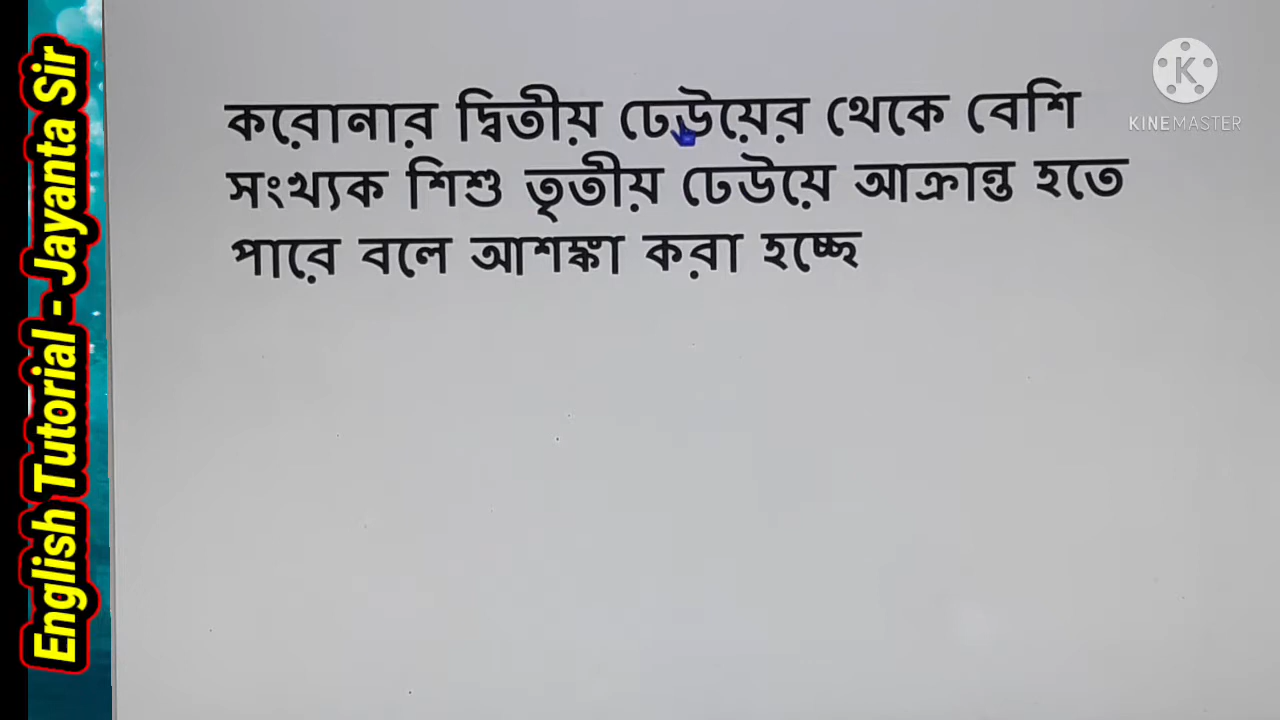 English Tutorial - Jayanta Sir
করোনার দ্বিতীয় ঢেউয়ের থেকে বেশি
সংখ্যক শিশু তৃতীয় ঢেউয়ে আক্রান্ত হতে
পারে বলে আশঙ্কা করা হচ্ছে
K
KINEMASTER